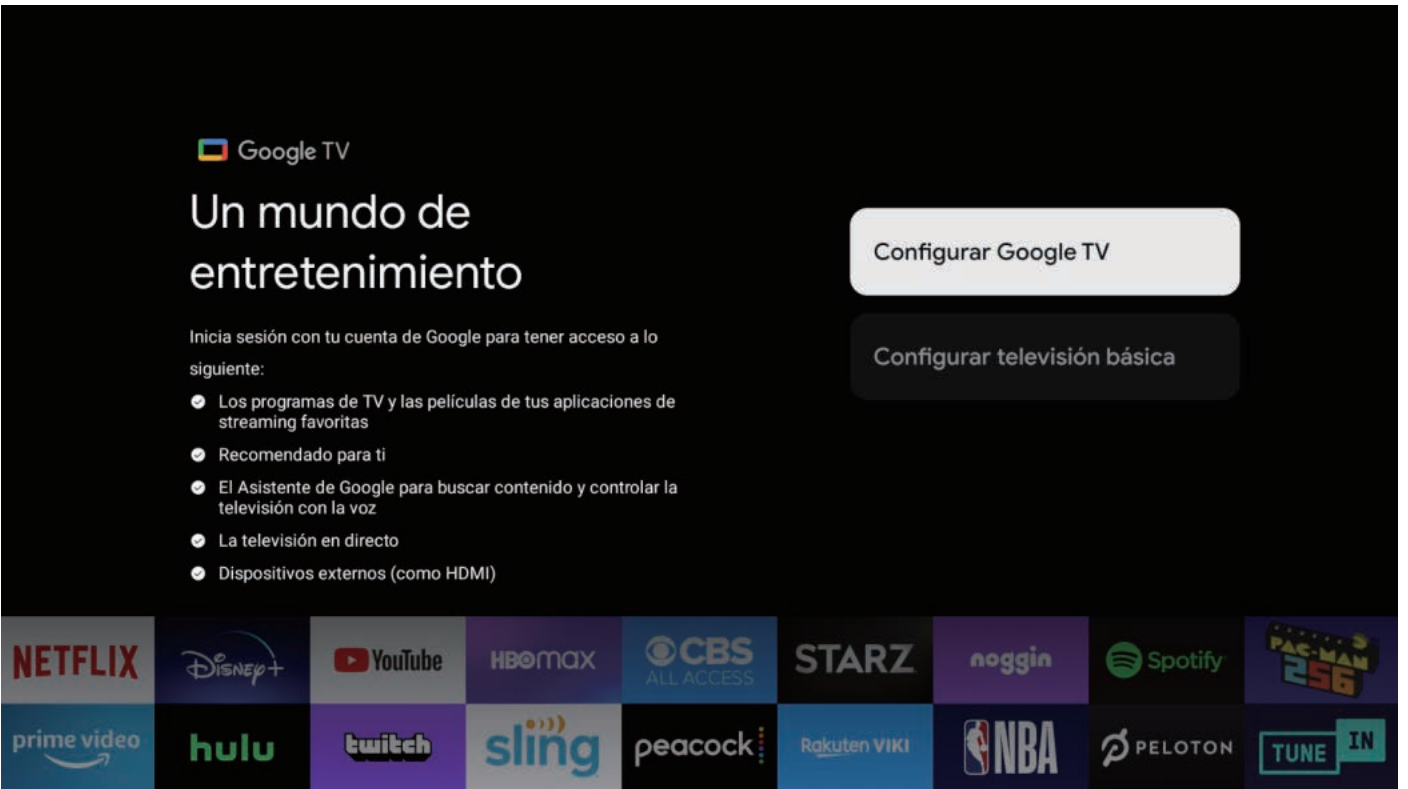 Google TV
Un mundo de
entretenimiento
Inicia sesión con tu cuenta de Google para tener acceso a lo
siguiente:
Los programas de TV y las películas de tus aplicaciones de
streaming favoritas
Recomendado para ti
El Asistente de Google para buscar contenido y controlar la
televisión con la voz
La televisión en directo
Dispositivos externos (como HDMI)
Configurar Google TV
Configurar televisión básica
NETFLIX
Disney+
YouTube
HBOmax
CBS
ALL ACCESS
STARZ
noggin
Spotify
PAC-MAN
256
prime video
hulu
twitch
sling
peacock
Rakuten VIKI
NBA
PELOTON
TUNE IN